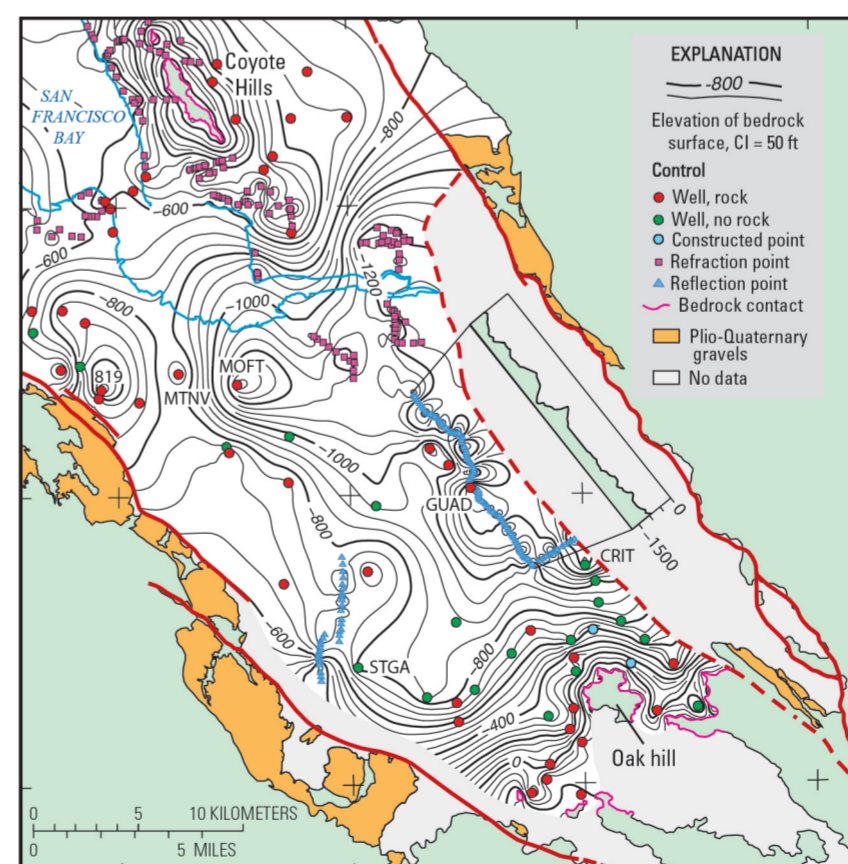 Coyote
Hills
SAN
FRANCISCO
BAY
-800
-600
-600
-1200
-800
-1000
819
MOFT
MTNV
-1000
GUAD
-800
0
-1500
CRIT
-600
STGA
-800
-400
0
Oak hill
0 5 10 KILOMETERS
0 5 MILES
EXPLANATION
-800
Elevation of bedrock
surface, CI = 50 ft
Control
Well, rock
Well, no rock
Constructed point
Refraction point
Reflection point
Bedrock contact
Plio-Quaternary
gravels
No data